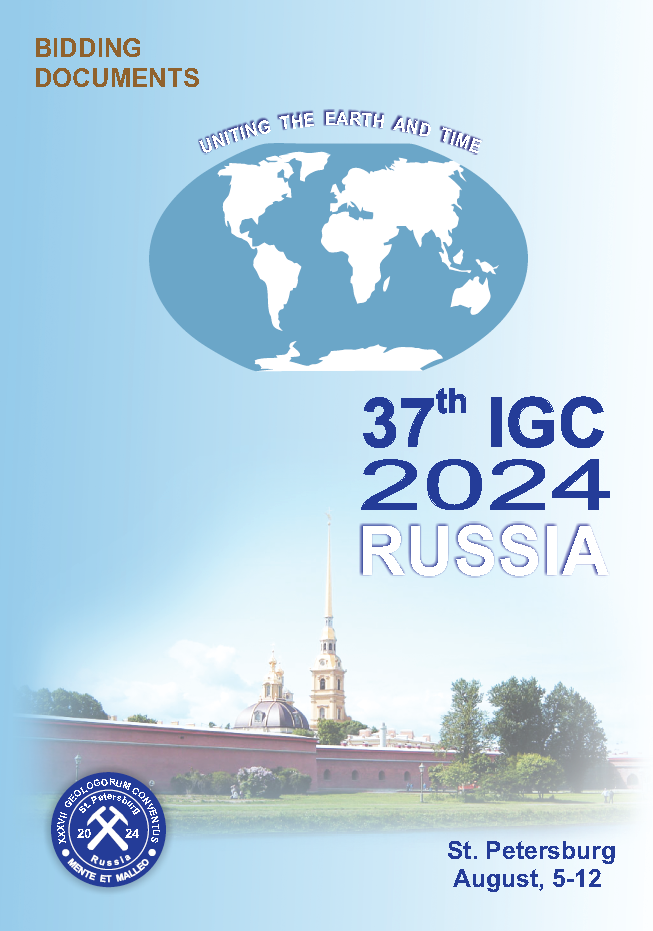 BIDDING
DOCUMENTS
UNITING THE EARTH AND TIME
37th IGC
2024
RUSSIA
XXXVII GEOLOGORUM CONVENTUS
St. Petersburg
20 24
Russia
MENTE ET MALLEO
St. Petersburg
August, 5-12